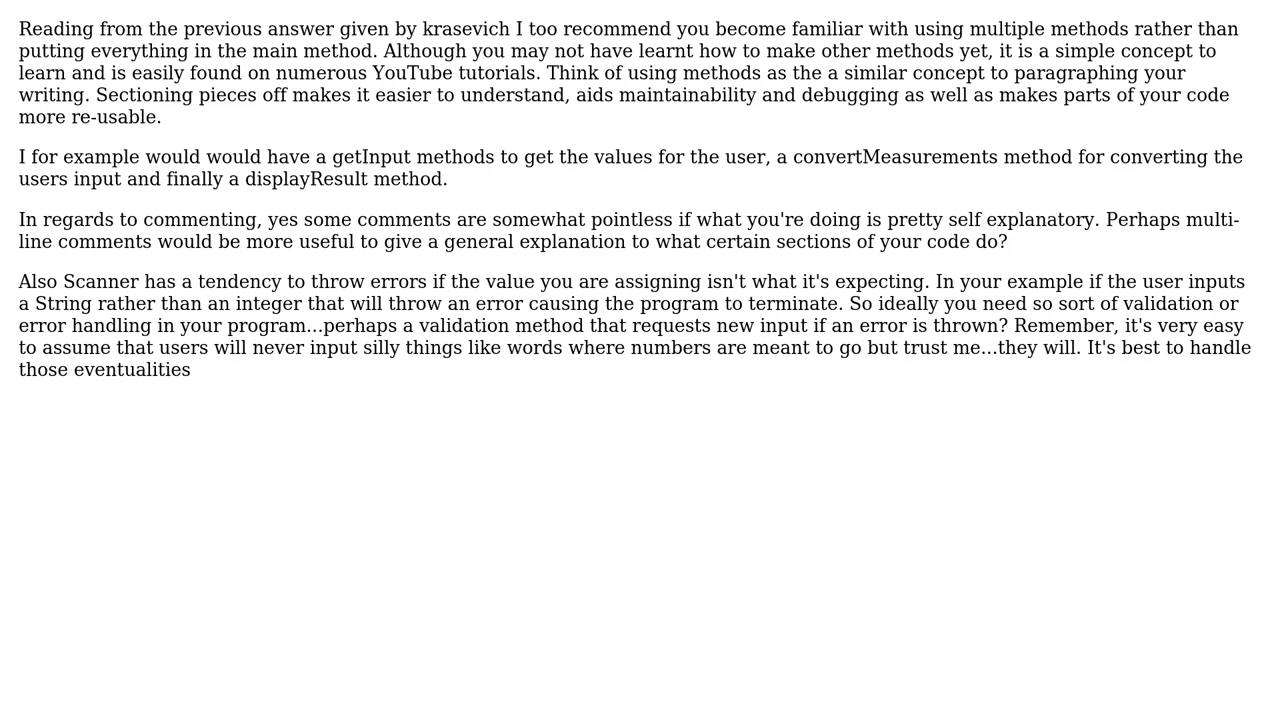 Reading from the previous answer given by krasevich I too recommend you become familiar with using multiple methods rather than
putting everything in the main method. Although you may not have learnt how to make other methods yet, it is a simple concept to
learn and is easily found on numerous YouTube tutorials. Think of using methods as the a similar concept to paragraphing your
writing. Sectioning pieces off makes it easier to understand, aids maintainability and debugging as well as makes parts of your code
more re-usable.
I for example would would have a getInput methods to get the values for the user, a convertMeasurements method for converting the
users input and finally a displayResult method.
In regards to commenting, yes some comments are somewhat pointless if what you're doing is pretty self explanatory. Perhaps multi-
line comments would be more useful to give a general explanation to what certain sections of your code do?
Also Scanner has a tendency to throw errors if the value you are assigning isn't what it's expecting. In your example if the user inputs
a String rather than an integer that will throw an error causing the program to terminate. So ideally you need so sort of validation or
error handling in your program...perhaps a validation method that requests new input if an error is thrown? Remember, it's very easy
to assume that users will never input silly things like words where numbers are meant to go but trust me...they will. It's best to handle
those eventualities